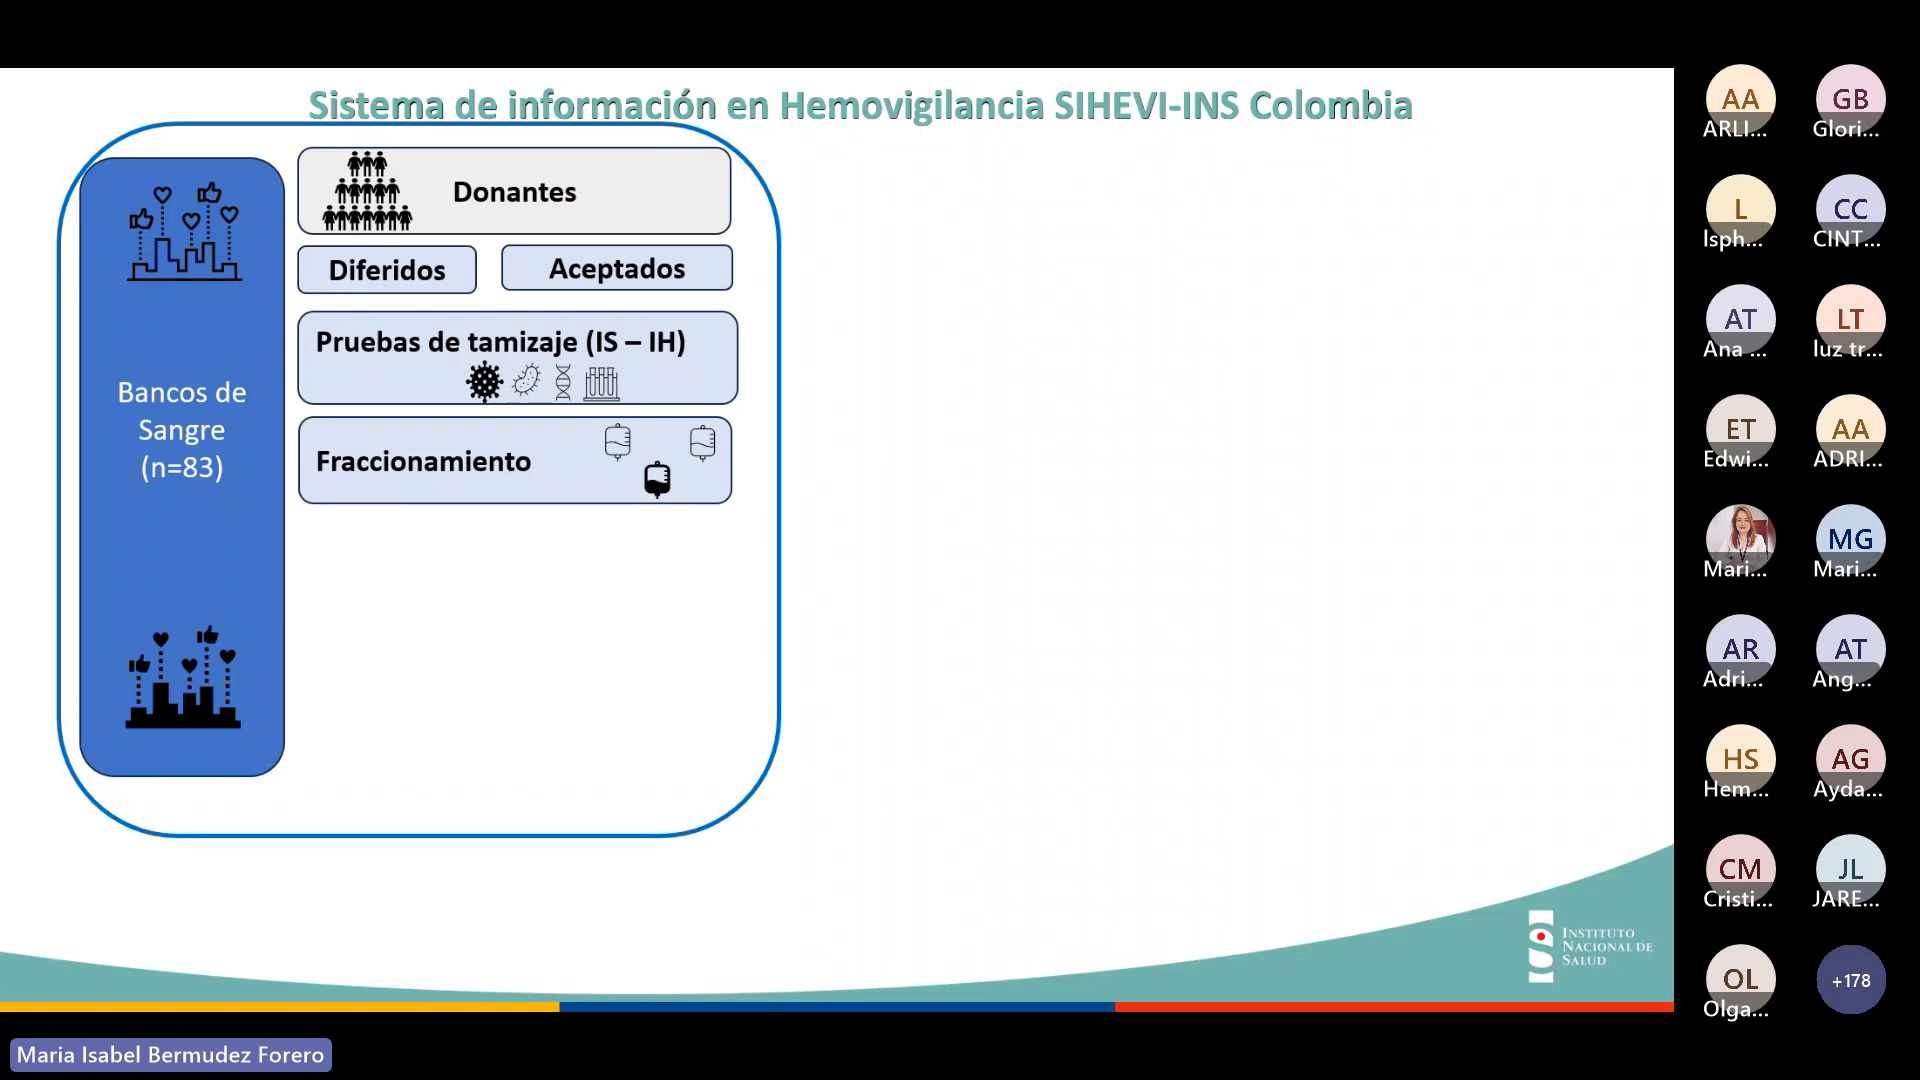 Sistema de información en Hemovigilancia SIHEVI-INS Colombia
Bancos de
Sangre
(n=83)
Donantes
Diferidos
Aceptados
Pruebas de tamizaje (IS – IH)
Fraccionamiento
INSTITUTO
NACIONAL DE
SALUD
Maria Isabel Bermudez Forero
AA
ARLI...
GB
Glori...
L
lsph...
CC
CINT...
AT
Ana ...
LT
luz tr...
ET
Edwi...
AA
ADRI...
Mari...
MG
Mari...
AR
Adri...
AT
Ang...
HS
Hem...
AG
Ayda...
CM
Cristi...
JL
JARE...
OL
Olga...
+178